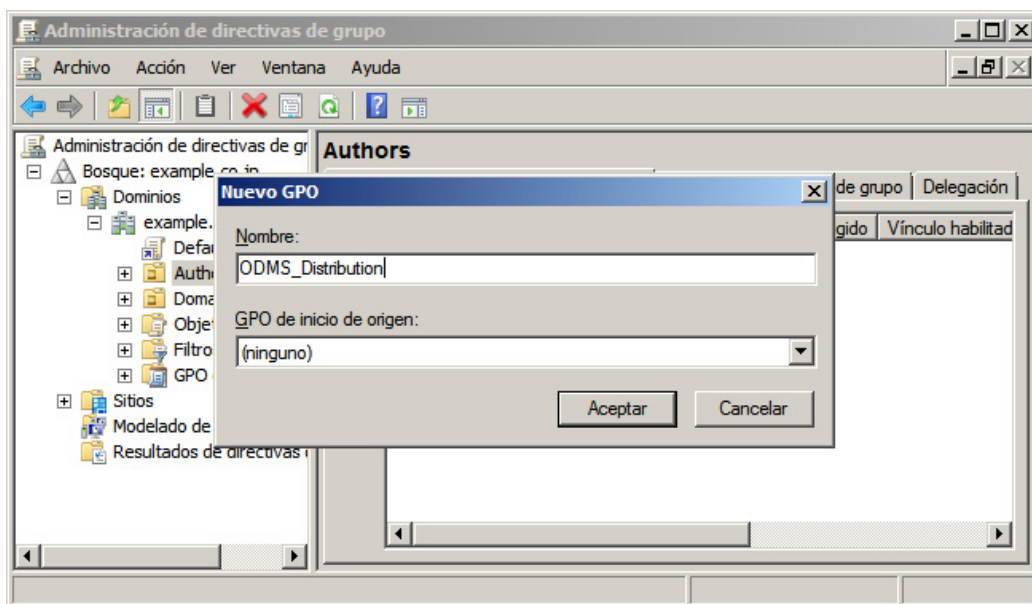 Administración de directivas de grupo
Archivo Acción Ver Ventana Ayuda
Administración de directivas de gr
Authors
Bosque: example.co.jp
Dominios
Nuevo GPO
de grupo Delegación
example.
Nombre:
gido Vínculo habilitad
Defau
ODMS_Distribution
Autho
Doma
GPO de inicio de origen:
Objet
Filtro
(ninguno)
GPO
Sitios
Aceptar Cancelar
Modelado de
Resultados de directivas